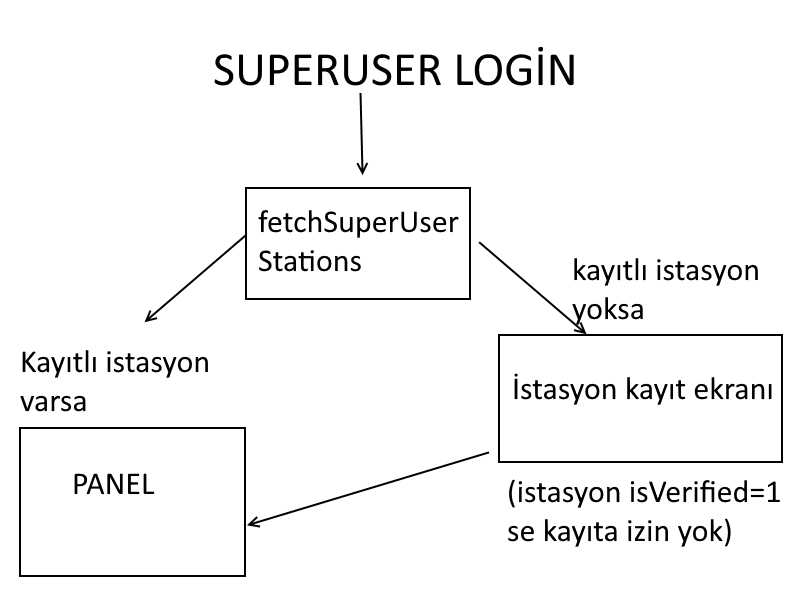 SUPERUSER LOGİN
fetchSuperUser
Stations
kayıtlı istasyon
yoksa
Kayıtlı istasyon
varsa
İstasyon kayıt ekranı
PANEL
(istasyon isVerified=1
se kayıta izin yok)